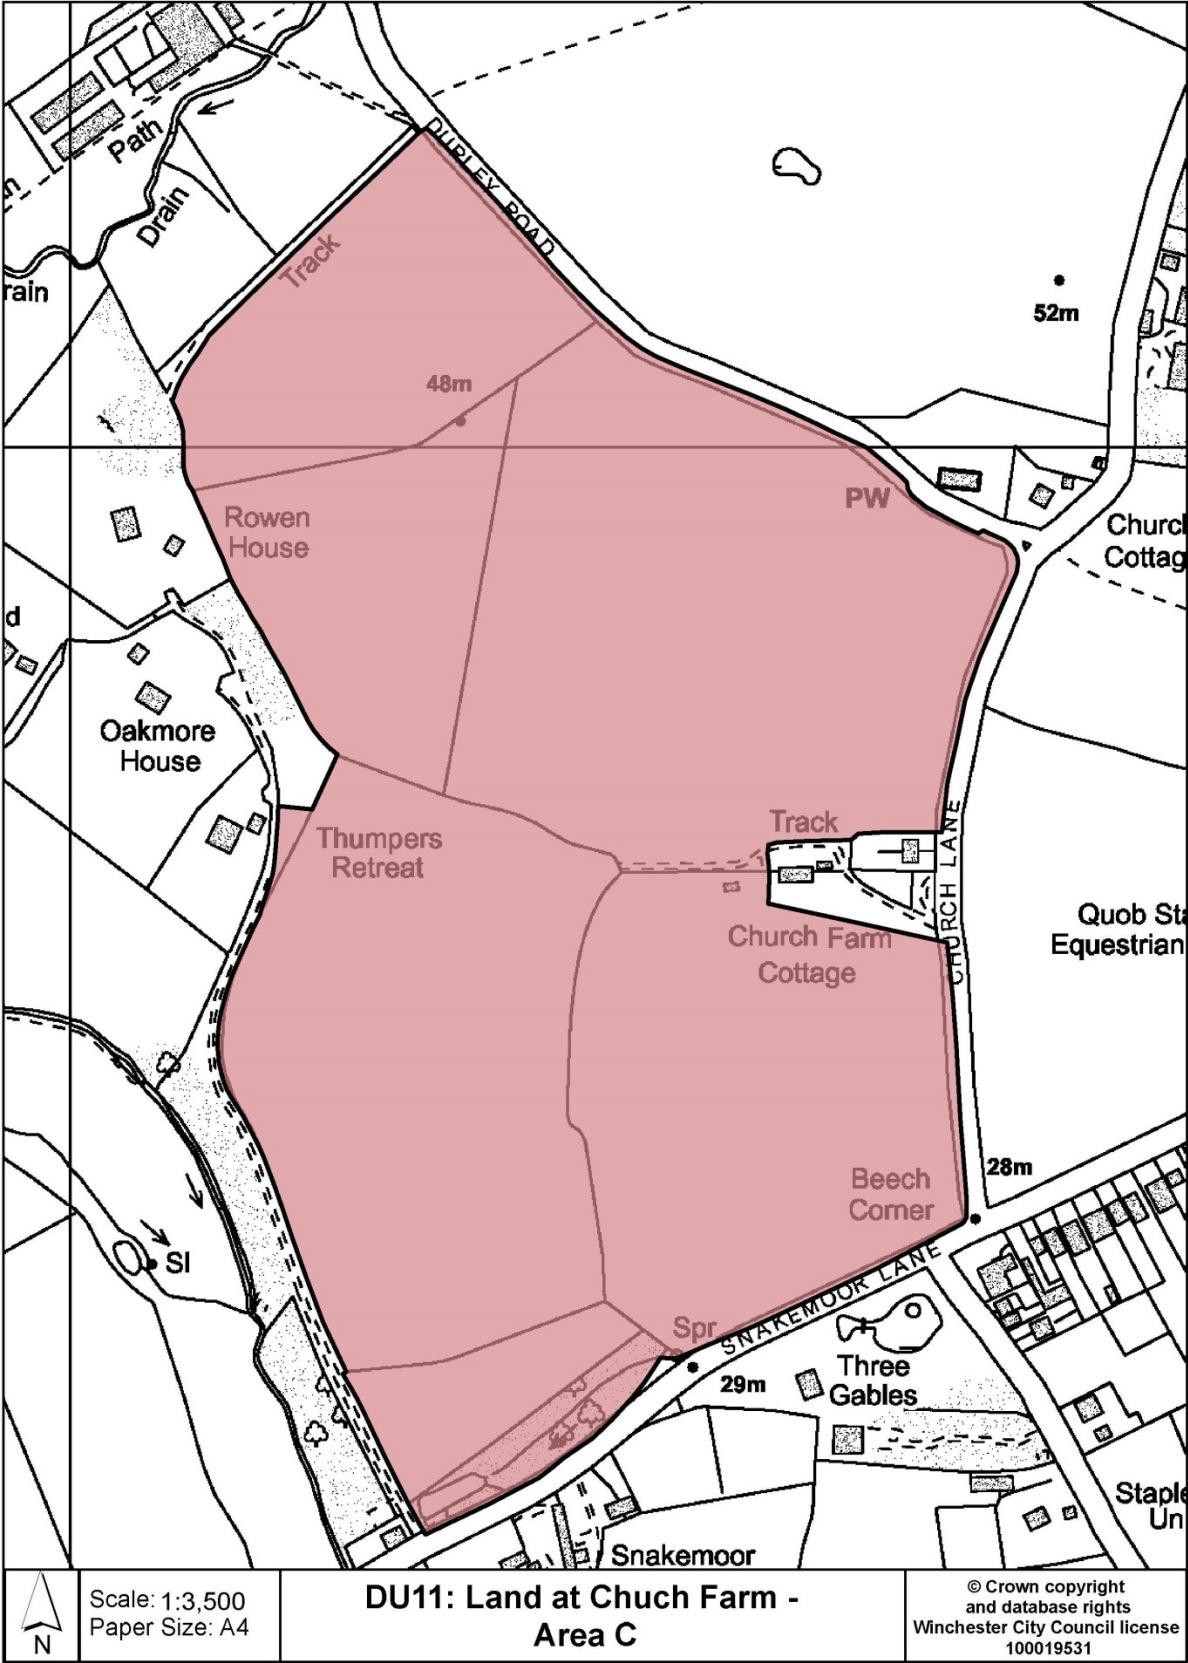 Path
Drain
rain
Track
DURLEY ROAD
52m
48m
PW
Rowen
House
Churc
Cottag
d
Oakmore
House
Thumpers
Retreat
Track
CHURCH LANE
Church Farm
Cottage
CHURCH LANE
Quob Sta
Equestrian
Beech
Corner
28m
SI
Spr
SNAKEMOOR LANE
29m
Three
Gables
Staple
Un
Snakemoor
N
Scale: 1:3,500
Paper Size: A4
DU11: Land at Chuch Farm -
Area C
© Crown copyright
and database rights
Winchester City Council license
100019531